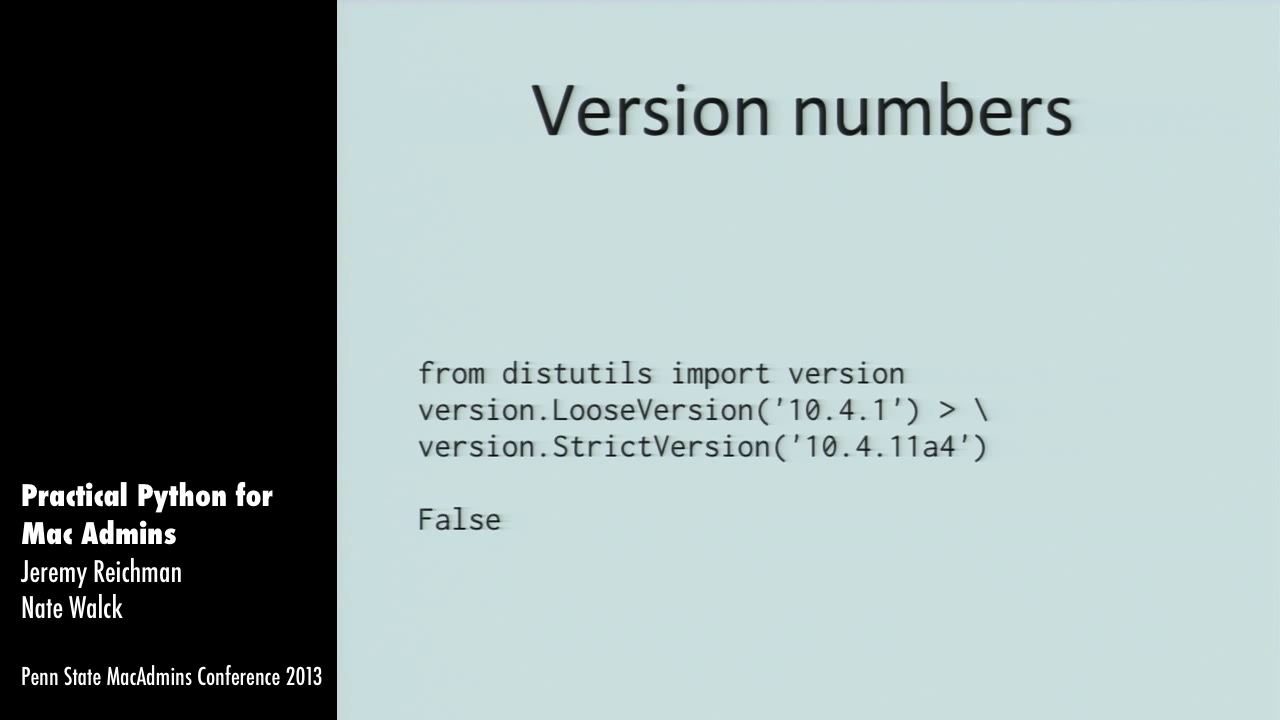 Version numbers
from distutils import version
version.LooseVersion('10.4.1') > \
version.StrictVersion('10.4.11a4')
False
Practical Python for
Mac Admins
Jeremy Reichman
Nate Walck
Penn State MacAdmins Conference 2013